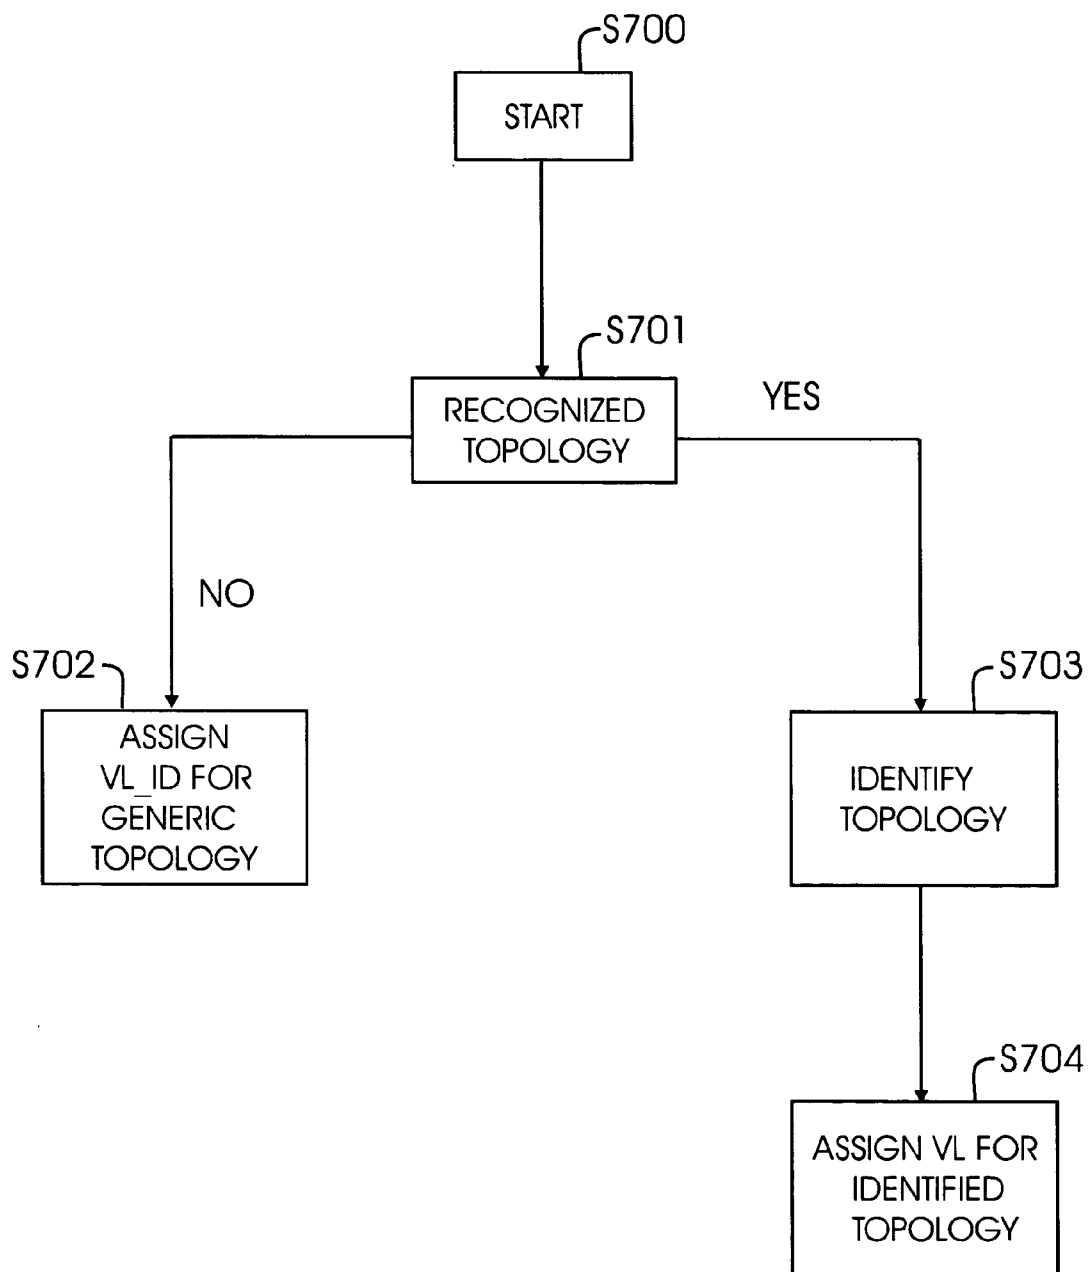 S700
START
S701
RECOGNIZED
TOPOLOGY
YES
NO
S702
ASSIGN
VL_ID FOR
GENERIC
TOPOLOGY
S703
IDENTIFY
TOPOLOGY
S704
ASSIGN VL FOR
IDENTIFIED
TOPOLOGY